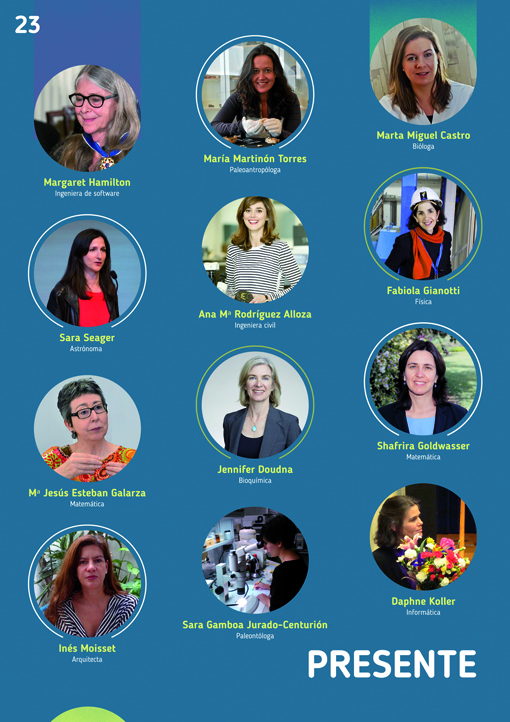 23
Margaret Hamilton
Ingeniera de software
María Martinón Torres
Paleoantropóloga
Marta Miguel Castro
Bióloga
Sara Seager
Astrónoma
Ana Mª Rodríguez Alloza
Ingeniera civil
Fabiola Gianotti
Física
Mª Jesús Esteban Galarza
Matemática
Jennifer Doudna
Bioquímica
Shafrira Goldwasser
Matemática
Inés Moisset
Arquitecta
Sara Gamboa Jurado-Centurión
Paleontóloga
Daphne Koller
Informática
PRESENTE